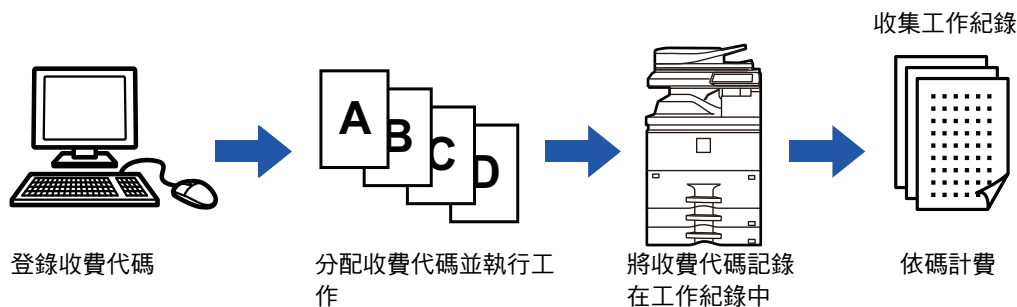 收集工作紀錄
A
B
C
D
登錄收費代碼
分配收費代碼並執行工
作
將收費代碼記錄
在工作紀錄中
依碼計費